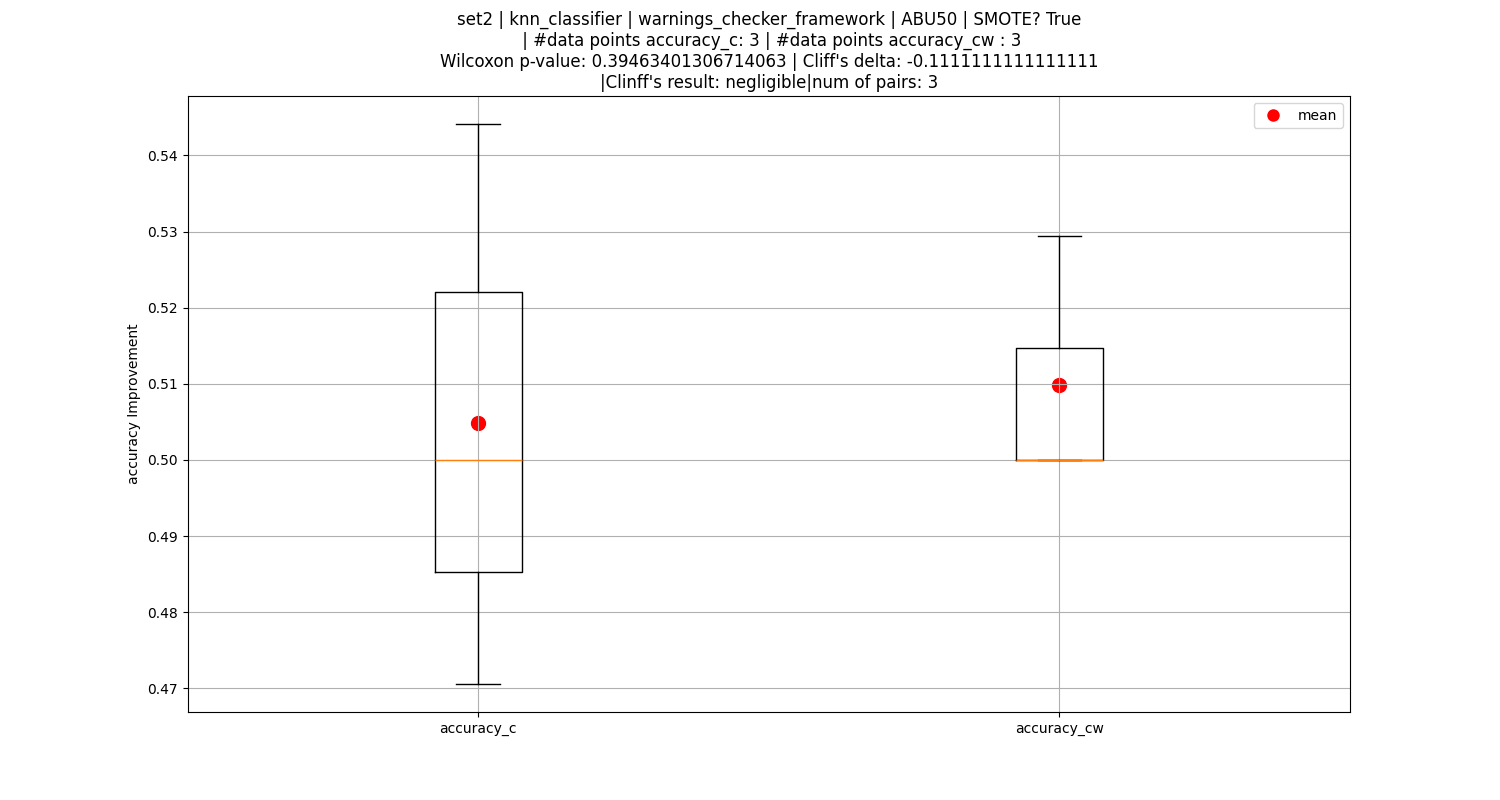 set2 | knn_classifier | warnings_checker_framework | ABU50 | SMOTE? True
| #data points accuracy_c: 3 | #data points accuracy_cw : 3
Wilcoxon p-value: 0.39463401306714063 | Cliff's delta: -0.1111111111111111
|Clinff's result: negligible|num of pairs: 3
mean
accuracy Improvement
0.54
0.53
0.52
0.51
0.50
0.49
0.48
0.47
accuracy_c
accuracy_cw